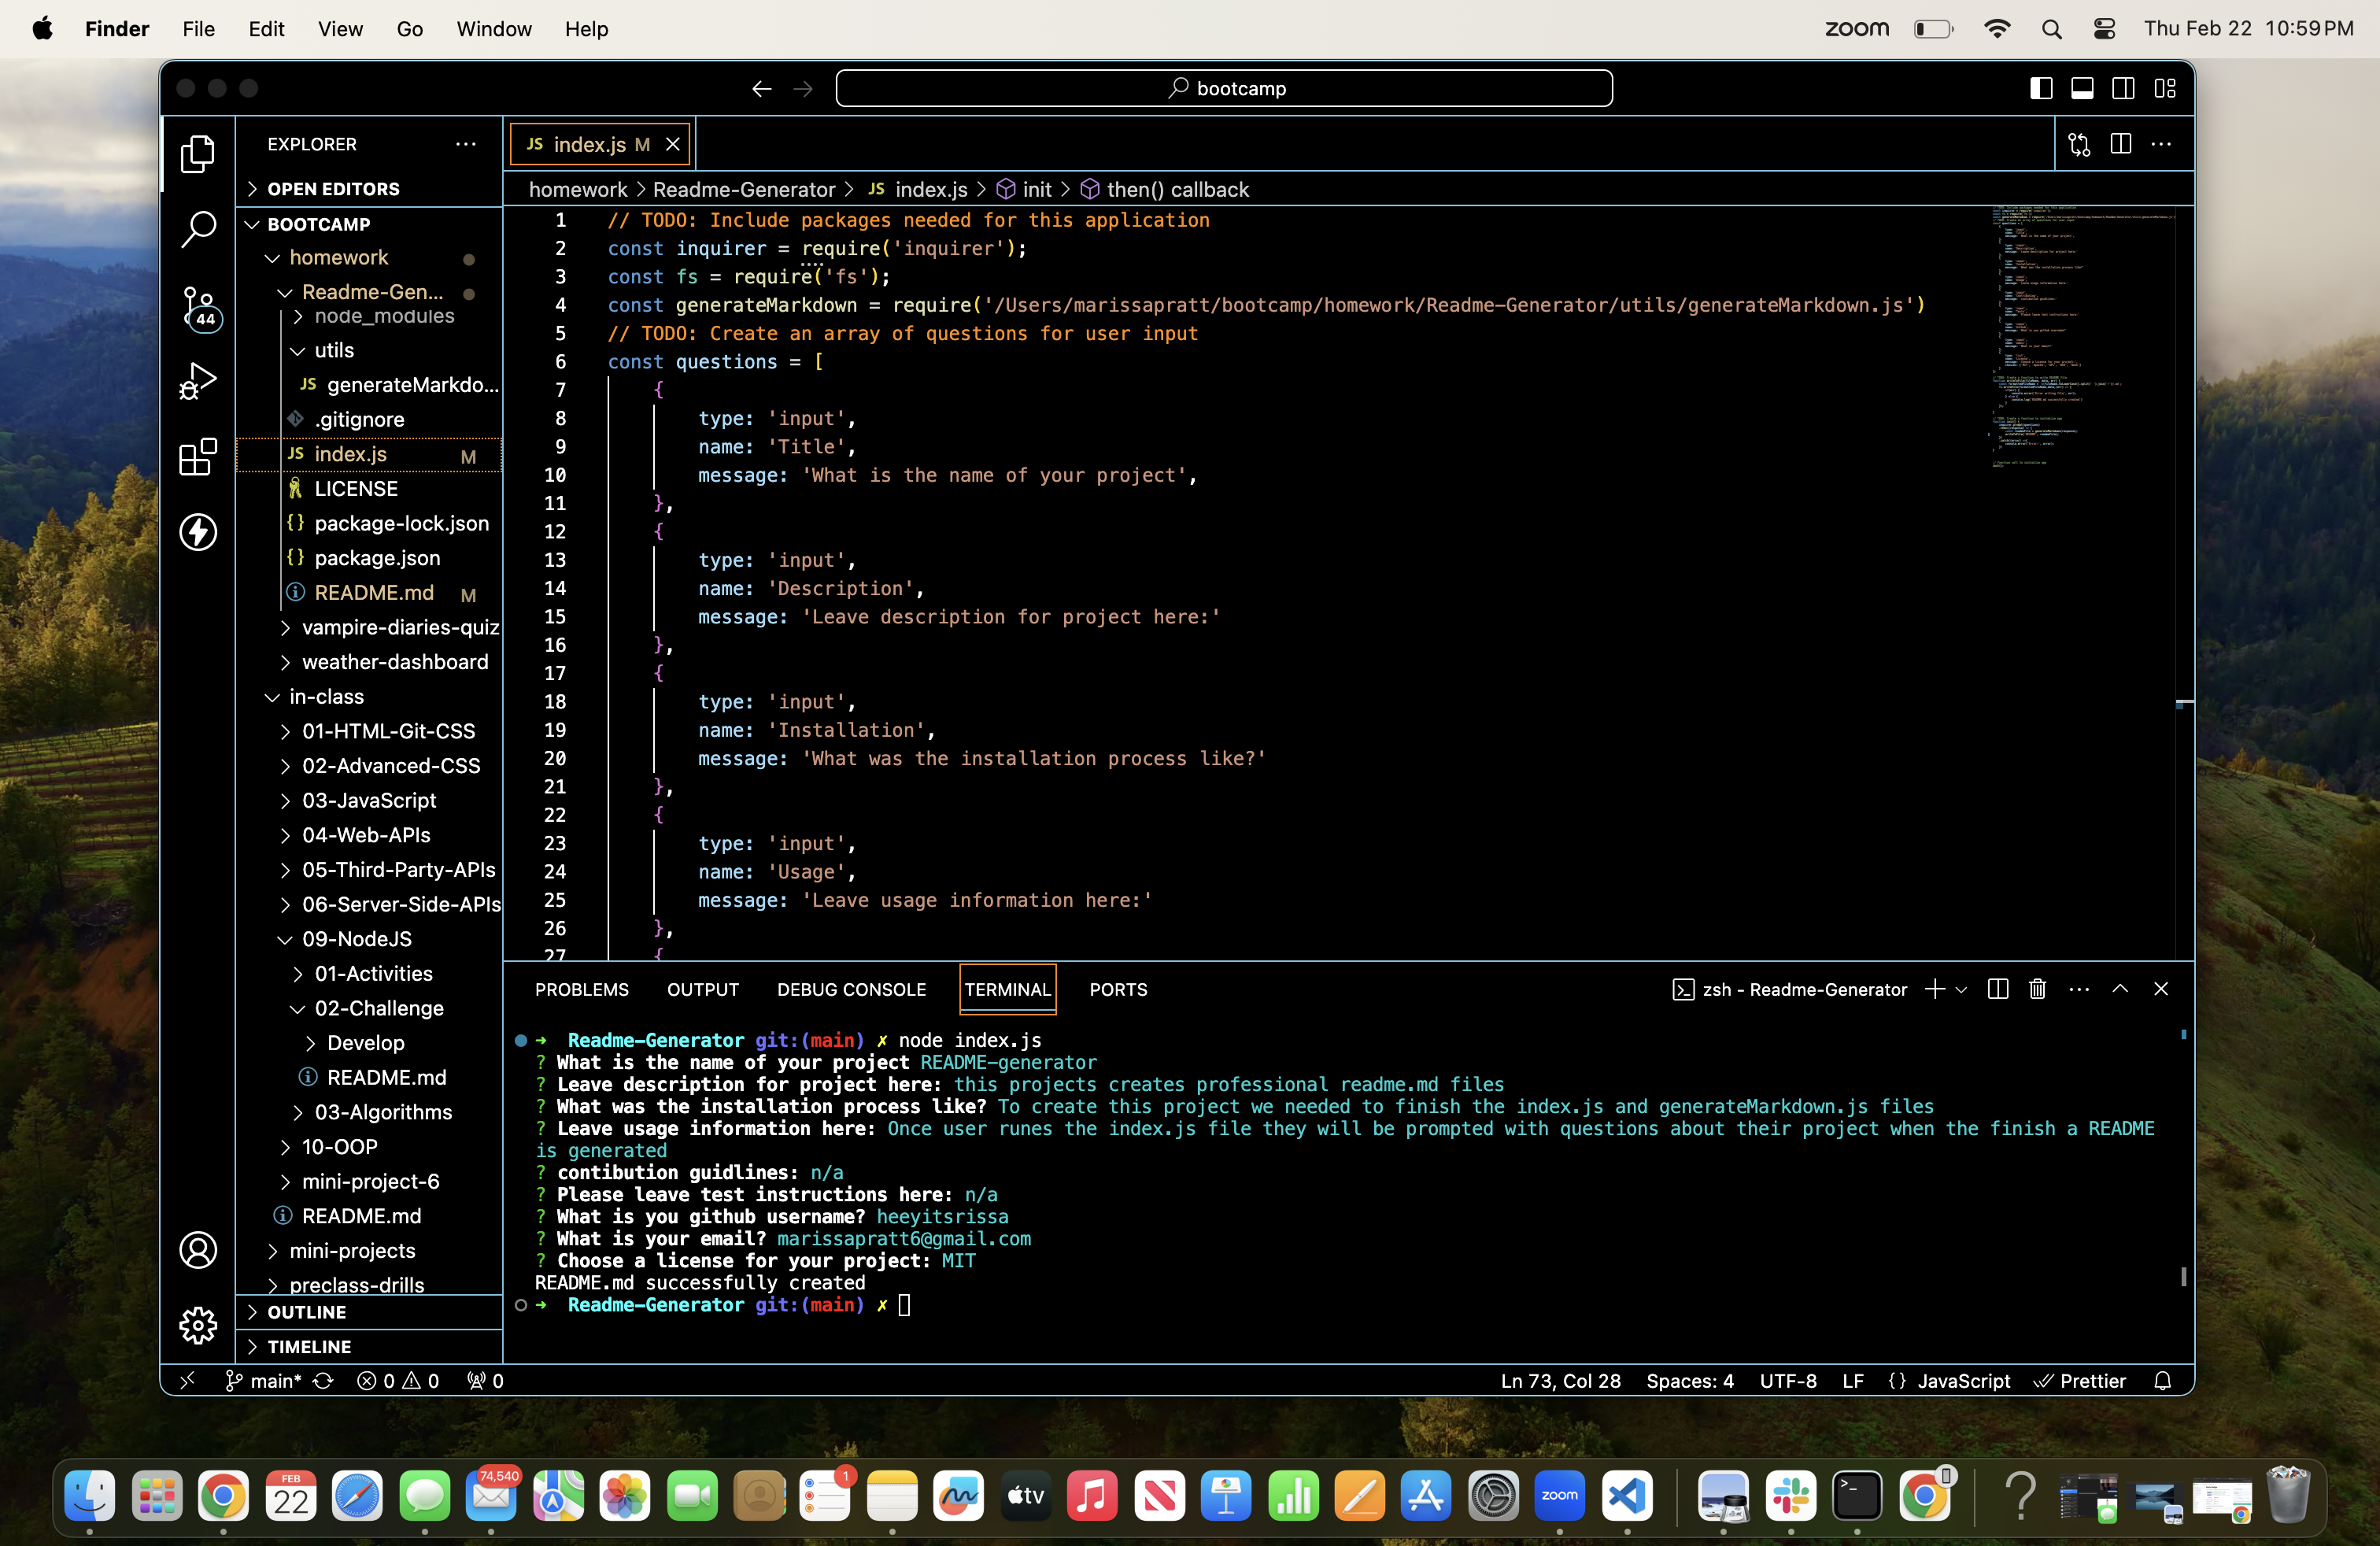 Finder File Edit View Go Window Help zoom Thu Feb 22 10:59 PM
bootcamp
EXPLORER
OPEN EDITORS
BOOTCAMP
homework
Readme-Gen...
node_modules
utils
JS generateMarkdo...
.gitignore
JS index.js M
LICENSE
{} package-lock.json
{} package.json
README.md M
vampire-diaries-quiz
weather-dashboard
in-class
01-HTML-Git-CSS
02-Advanced-CSS
03-JavaScript
04-Web-APIs
05-Third-Party-APIs
06-Server-Side-APIs
09-NodeJS
01-Activities
02-Challenge
Develop
README.md
03-Algorithms
10-OOP
mini-project-6
README.md
mini-projects
preclass-drills
OUTLINE
TIMELINE
44
JS index.js M
homework > Readme-Generator > JS index.js > init > then() callback
1 // TODO: Include packages needed for this application
2 const inquirer = require('inquirer');
3 const fs = require('fs');
4 const generateMarkdown = require('/Users/marissapratt/bootcamp/homework/Readme-Generator/utils/generateMarkdown.js')
5 // TODO: Create an array of questions for user input
6 const questions = [
7 {
8 type: 'input',
9 name: 'Title',
10 message: 'What is the name of your project',
11 },
12 {
13 type: 'input',
14 name: 'Description',
15 message: 'Leave description for project here:'
16 },
17 {
18 type: 'input',
19 name: 'Installation',
20 message: 'What was the installation process like?'
21 },
22 {
23 type: 'input',
24 name: 'Usage',
25 message: 'Leave usage information here:'
26 },
27 {
PROBLEMS OUTPUT DEBUG CONSOLE TERMINAL PORTS zsh - Readme-Generator
➜ Readme-Generator git:(main) ✗ node index.js
? What is the name of your project README-generator
? Leave description for project here: this projects creates professional readme.md files
? What was the installation process like? To create this project we needed to finish the index.js and generateMarkdown.js files
? Leave usage information here: Once user runes the index.js file they will be prompted with questions about their project when the finish a README
is generated
? contibution guidlines: n/a
? Please leave test instructions here: n/a
? What is you github username? heeyitsrissa
? What is your email? marissapratt6@gmail.com
? Choose a license for your project: MIT
README.md successfully created
➜ Readme-Generator git:(main) ✗
main* 0 0 0 Ln 73, Col 28 Spaces: 4 UTF-8 LF {} JavaScript Prettier
FEB
22
74,540
1
tv
zoom